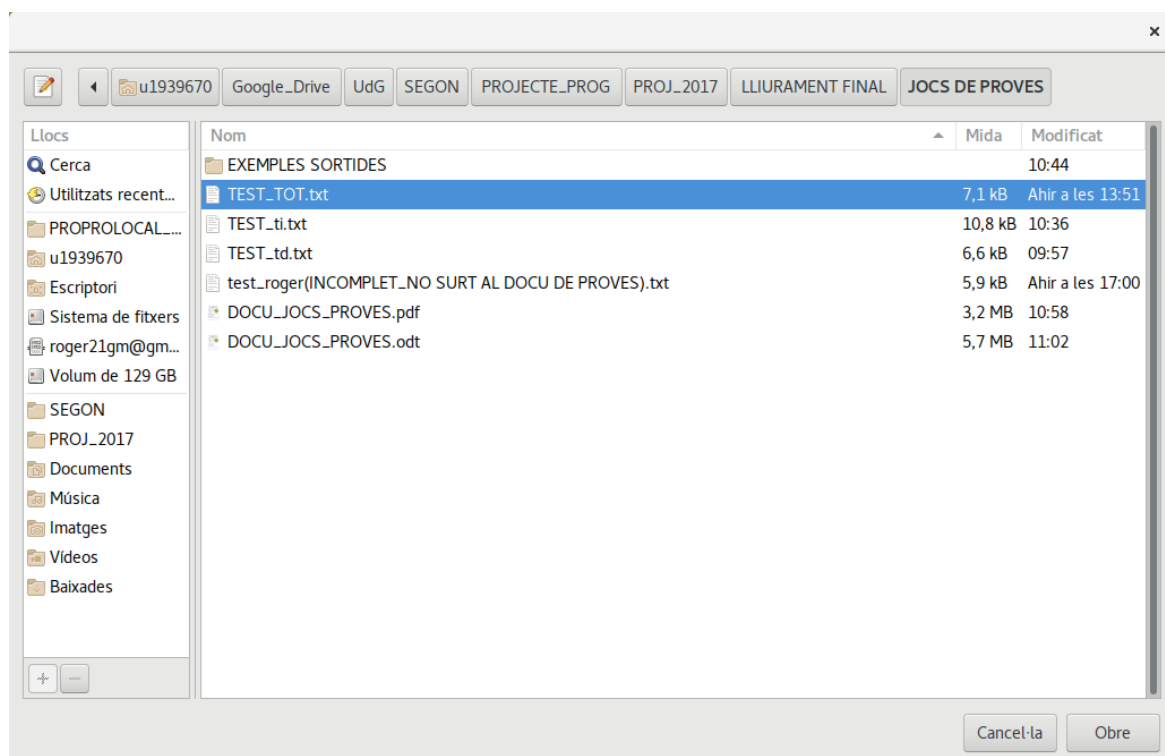 u1939670 Google_Drive UdG SEGON PROJECTE_PROG PROJ_2017 LLIURAMENT FINAL JOCS DE PROVES
Llocs
Cerca
Utilitzats recent...
PROPROLOCAL_...
u1939670
Escriptori
Sistema de fitxers
roger21gm@gm...
Volum de 129 GB
SEGON
PROJ_2017
Documents
Música
Imatges
Vídeos
Baixades
Nom Mida Modificat
EXEMPLES SORTIDES 10:44
TEST_TOT.txt 7,1 kB Ahir a les 13:51
TEST_ti.txt 10,8 kB 10:36
TEST_td.txt 6,6 kB 09:57
test_roger(INCOMPLET_NO SURT AL DOCU DE PROVES).txt 5,9 kB Ahir a les 17:00
DOCU_JOCS_PROVES.pdf 3,2 MB 10:58
DOCU_JOCS_PROVES.odt 5,7 MB 11:02
Cancel·la Obre